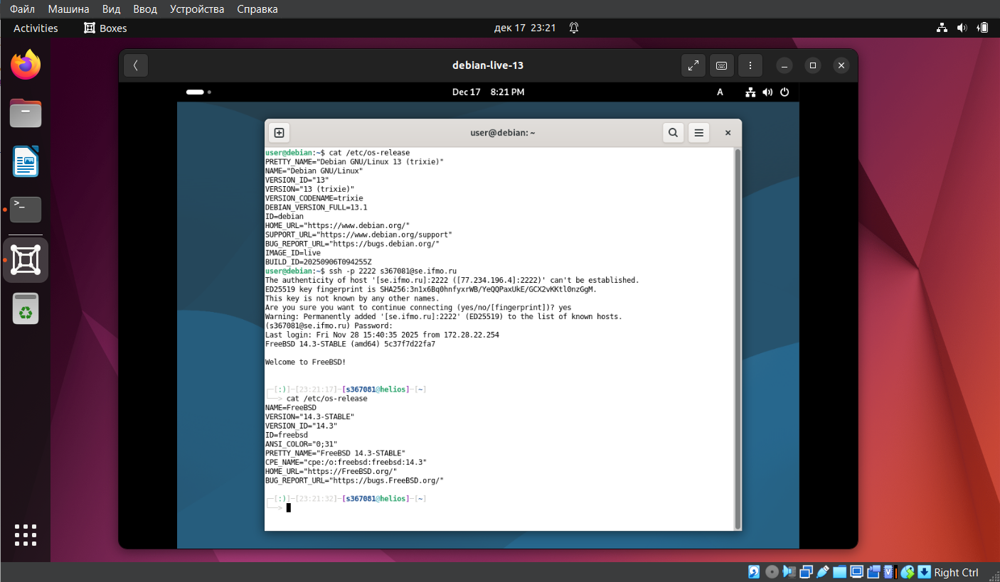 Файл Машина Вид Ввод Устройства Справка
Activities Boxes дек 17 23:21
debian-live-13
Dec 17 8:21 PM A
user@debian: ~
user@debian:~$ cat /etc/os-release
PRETTY_NAME="Debian GNU/Linux 13 (trixie)"
NAME="Debian GNU/Linux"
VERSION_ID="13"
VERSION="13 (trixie)"
VERSION_CODENAME=trixie
DEBIAN_VERSION_FULL=13.1
ID=debian
HOME_URL="https://www.debian.org/"
SUPPORT_URL="https://www.debian.org/support"
BUG_REPORT_URL="https://bugs.debian.org/"
IMAGE_ID=live
BUILD_ID=20250906T094255Z
user@debian:~$ ssh -p 2222 s367081@se.ifmo.ru
The authenticity of host '[se.ifmo.ru]:2222 ([77.234.196.4]:2222)' can't be established.
ED25519 key fingerprint is SHA256:3n1x6Bq0hnfyxrWB/YeQQPaxUkE/GCX2vKKtl0nzGgM.
This key is not known by any other names.
Are you sure you want to continue connecting (yes/no/[fingerprint])? yes
Warning: Permanently added '[se.ifmo.ru]:2222' (ED25519) to the list of known hosts.
(s367081@se.ifmo.ru) Password:
Last login: Fri Nov 28 15:40:35 2025 from 172.28.22.254
FreeBSD 14.3-STABLE (amd64) 5c37f7d22fa7
Welcome to FreeBSD!
┌─[:)]─[23:21:17]─[s367081@helios]─[~]
└──> cat /etc/os-release
NAME=FreeBSD
VERSION="14.3-STABLE"
VERSION_ID="14.3"
ID=freebsd
ANSI_COLOR="0;31"
PRETTY_NAME="FreeBSD 14.3-STABLE"
CPE_NAME="cpe:/o:freebsd:freebsd:14.3"
HOME_URL="https://FreeBSD.org/"
BUG_REPORT_URL="https://bugs.FreeBSD.org/"
┌─[:)]─[23:21:32]─[s367081@helios]─[~]
└──>
Right Ctrl